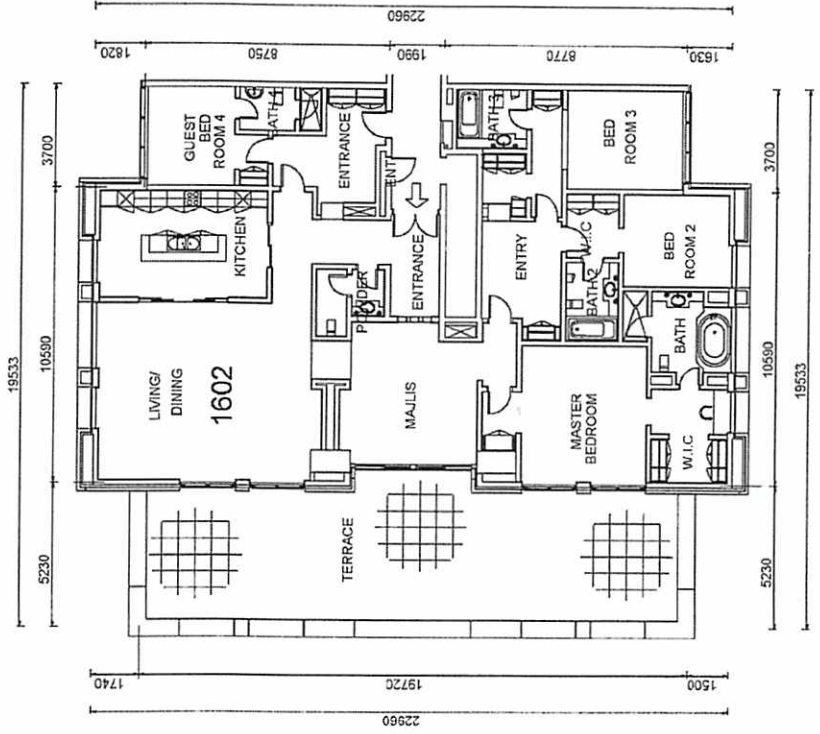 22960
1820
8750
1990
8770
1630
3700
10590
5230
19533
GUEST
BED
ROOM 4
BATH 4
ENTRANCE
ENT
BATH 3
BED
ROOM 3
3700
10590
5230
19533
KITCHEN
ENTRANCE
ENTRY
W.I.C
BED
ROOM 2
POWDER
BATH 2
LIVING/
DINING
1602
MAJLIS
MASTER
BEDROOM
BATH
W.I.C
TERRACE
1740
19720
1500
22960